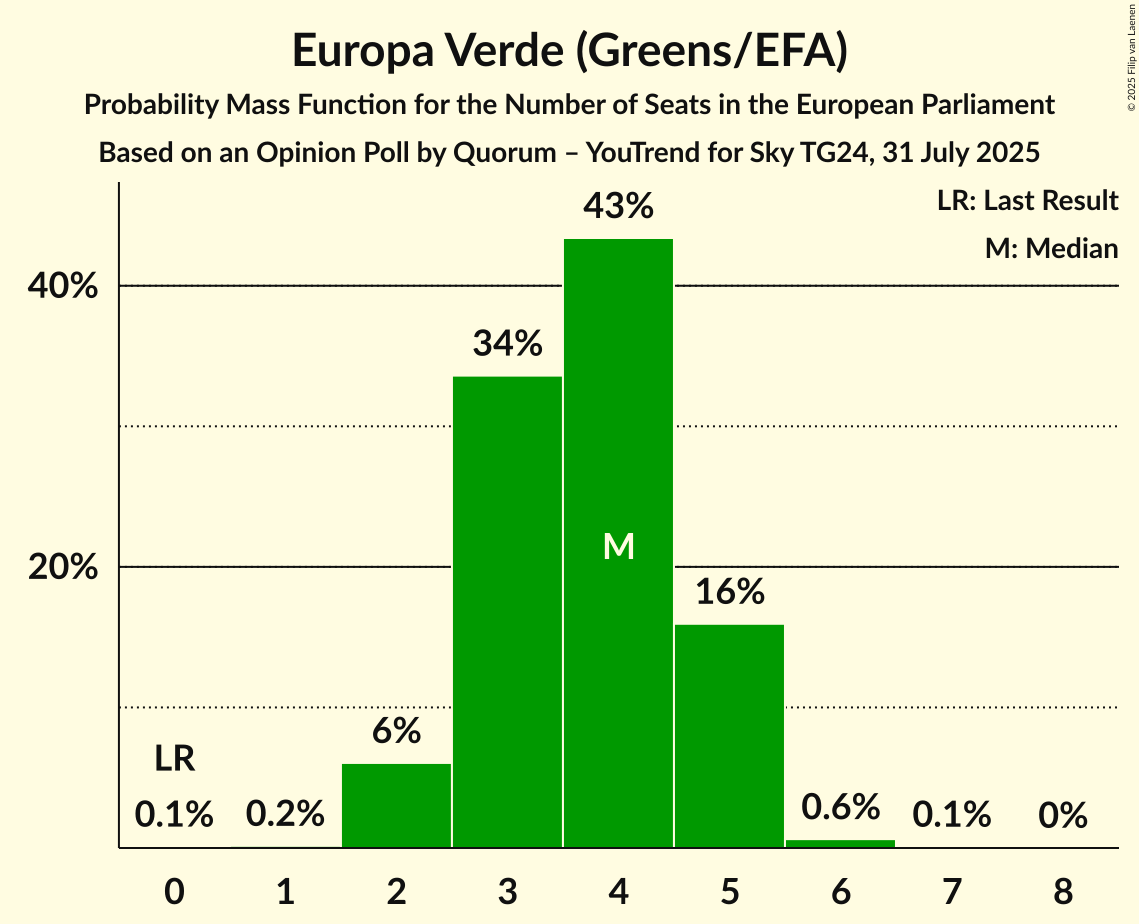 Europa Verde (Greens/EFA)
Probability Mass Function for the Number of Seats in the European Parliament
Based on an Opinion Poll by Quorum – YouTrend for Sky TG24, 31 July 2025
© 2025 Filip van Laenen
LR: Last Result
M: Median
43%
40%
34%
M
20%
16%
6%
LR
0.1%
0.2%
0.6%
0.1%
0%
0 1 2 3 4 5 6 7 8